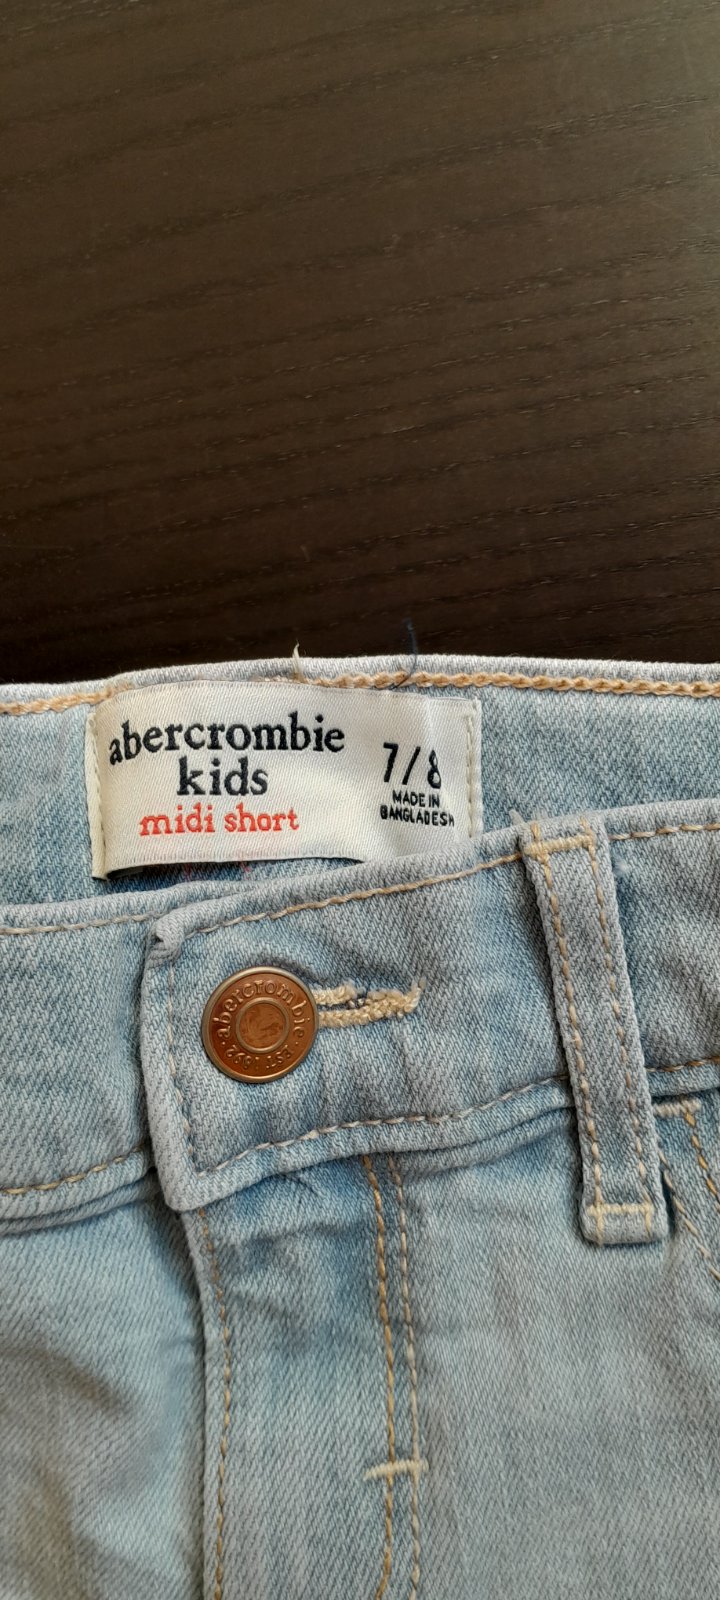 abercrombie
kids
midi short
7/8
MADE IN
BANGLADESH
abercrombie
EST. 1892